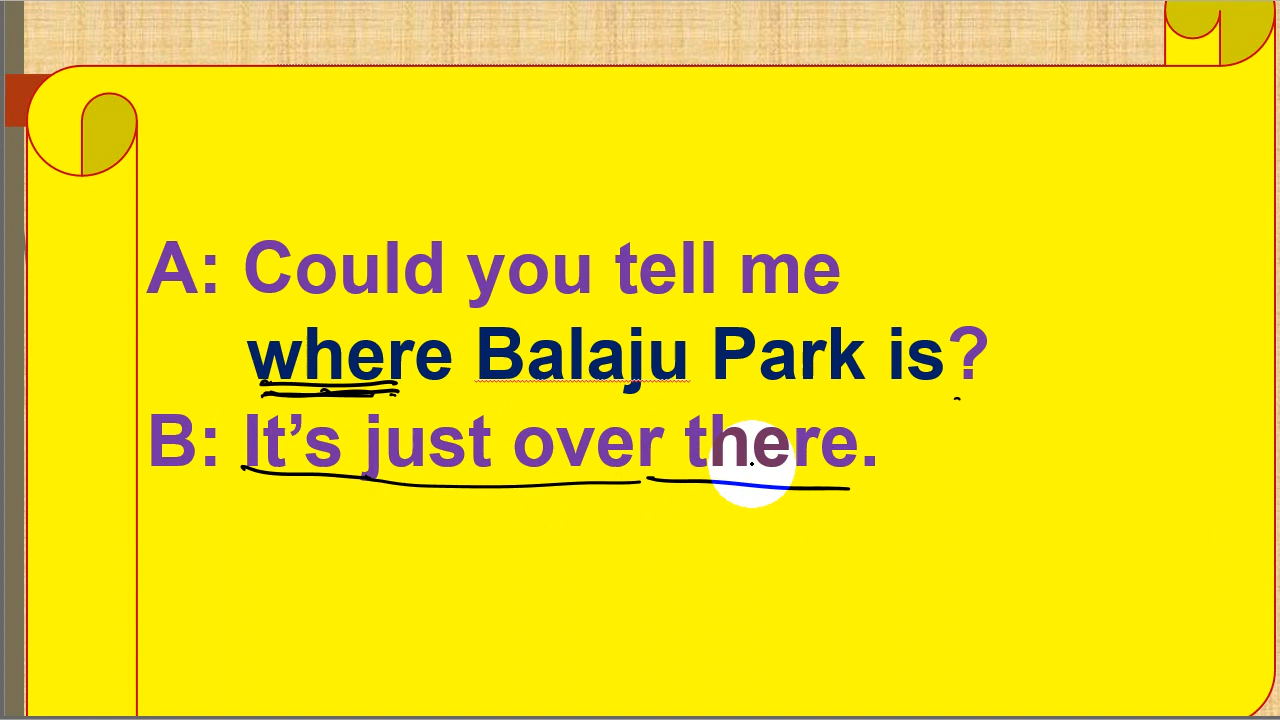 A: Could you tell me
where Balaju Park is?
B: It’s just over there.